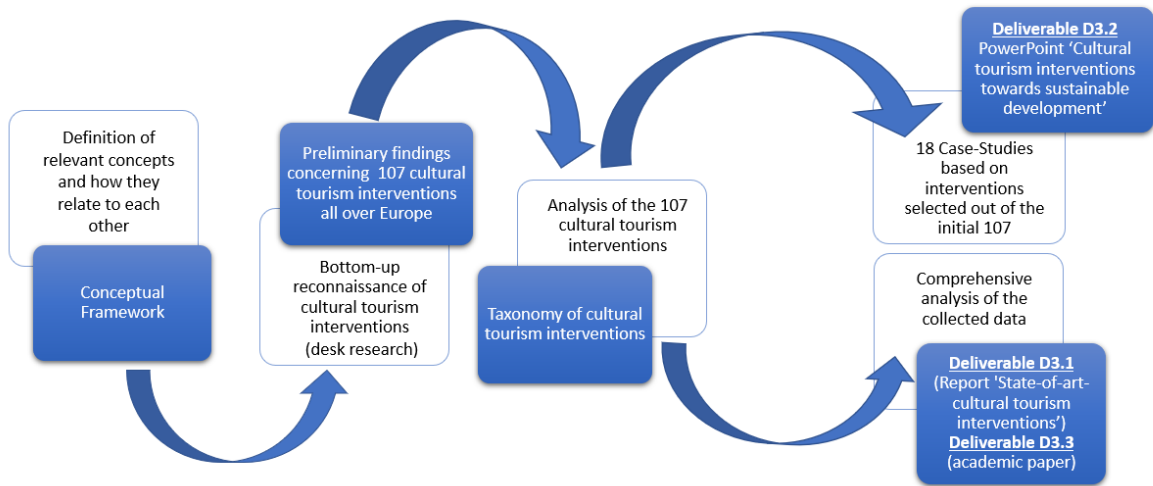 Definition of
relevant concepts
and how they
relate to each
other
Conceptual
Framework
Preliminary findings
concerning 107 cultural
tourism interventions
all over Europe
Bottom-up
reconnaissance of
cultural tourism
interventions
(desk research)
Analysis of the 107
cultural tourism
interventions
Taxonomy of cultural
tourism interventions
Deliverable D3.2
PowerPoint ‘Cultural
tourism interventions
towards sustainable
development’
18 Case-Studies
based on
interventions
selected out of the
initial 107
Comprehensive
analysis of the
collected data
Deliverable D3.1
(Report 'State-of-art-
cultural tourism
interventions’)
Deliverable D3.3
(academic paper)